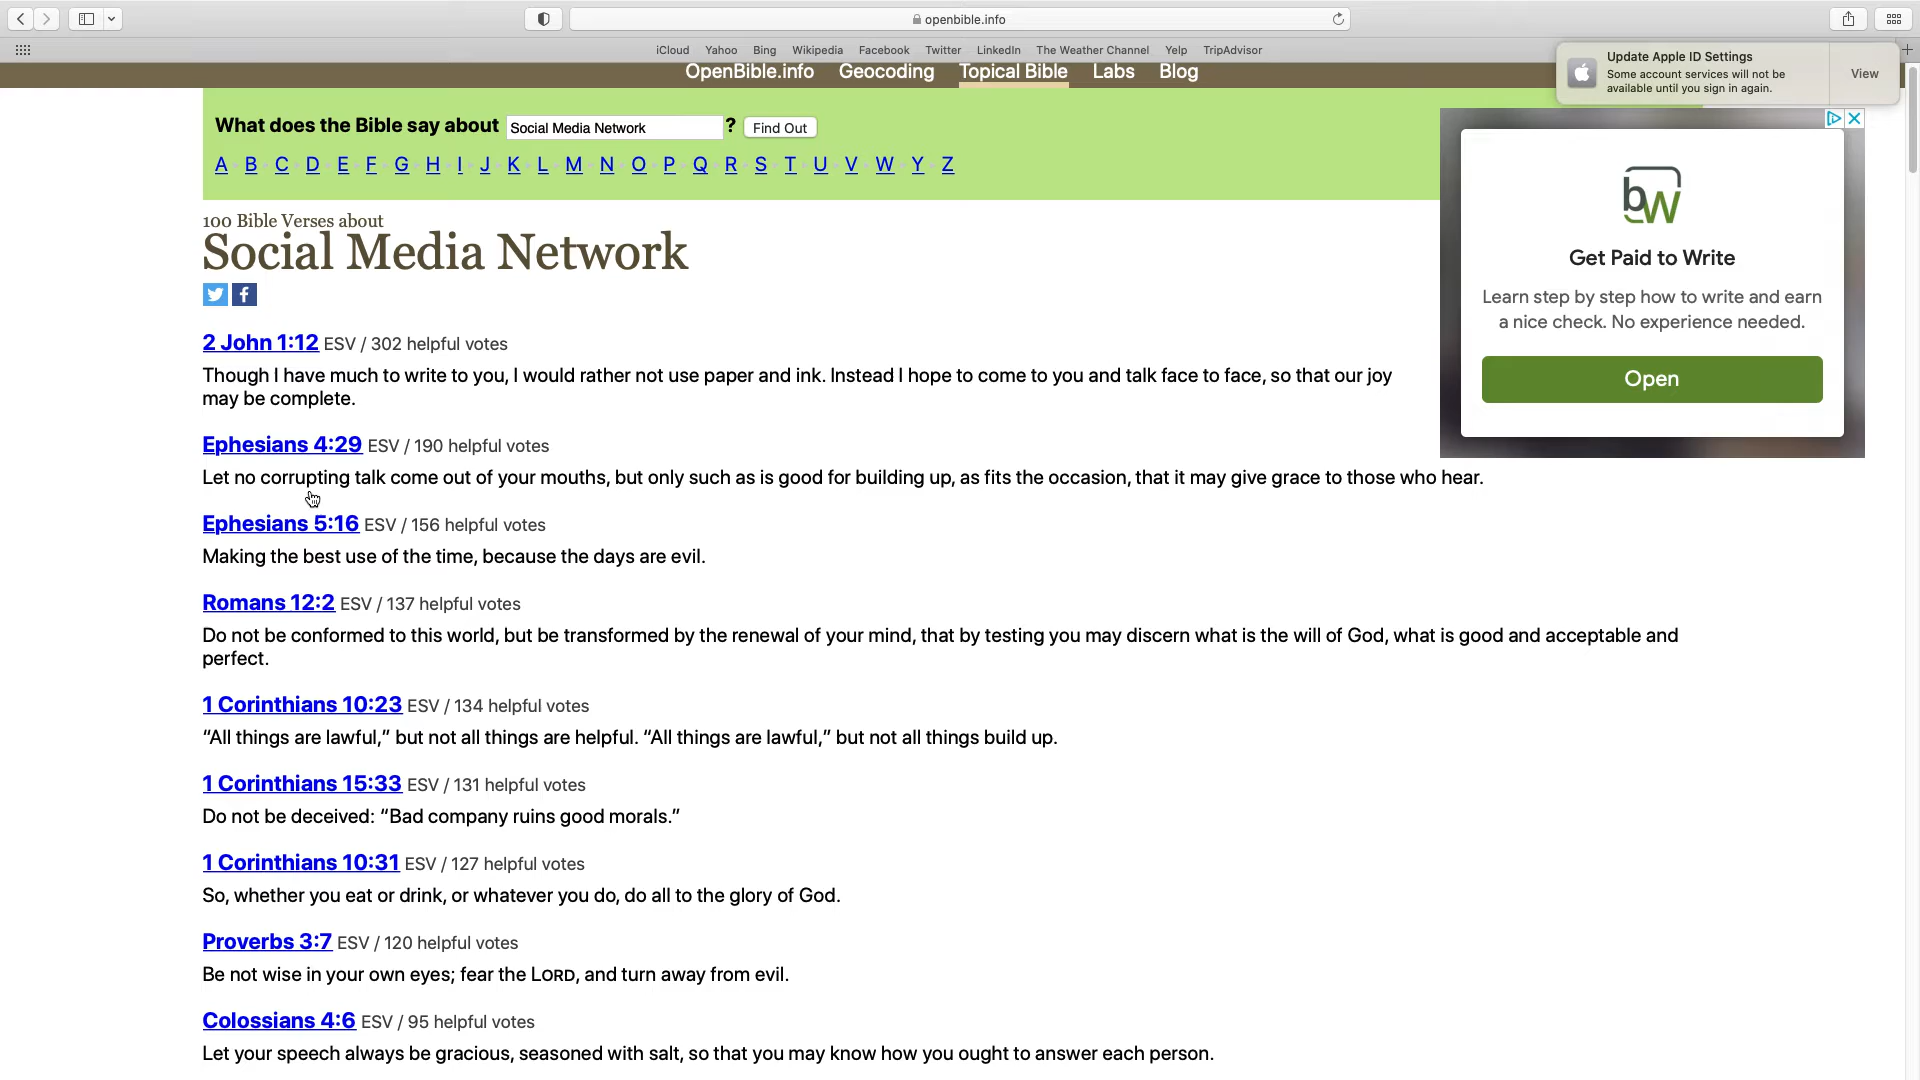 openbible.info
iCloud Yahoo Bing Wikipedia Facebook Twitter LinkedIn The Weather Channel Yelp TripAdvisor
Update Apple ID Settings
Some account services will not be
available until you sign in again.
View
OpenBible.info Geocoding Topical Bible Labs Blog
What does the Bible say about Social Media Network ? Find Out
A B C D E F G H I J K L M N O P Q R S T U V W Y Z
100 Bible Verses about
Social Media Network
bw
Get Paid to Write
Learn step by step how to write and earn
a nice check. No experience needed.
Open
2 John 1:12 ESV / 302 helpful votes
Though I have much to write to you, I would rather not use paper and ink. Instead I hope to come to you and talk face to face, so that our joy
may be complete.
Ephesians 4:29 ESV / 190 helpful votes
Let no corrupting talk come out of your mouths, but only such as is good for building up, as fits the occasion, that it may give grace to those who hear.
Ephesians 5:16 ESV / 156 helpful votes
Making the best use of the time, because the days are evil.
Romans 12:2 ESV / 137 helpful votes
Do not be conformed to this world, but be transformed by the renewal of your mind, that by testing you may discern what is the will of God, what is good and acceptable and
perfect.
1 Corinthians 10:23 ESV / 134 helpful votes
“All things are lawful,” but not all things are helpful. “All things are lawful,” but not all things build up.
1 Corinthians 15:33 ESV / 131 helpful votes
Do not be deceived: “Bad company ruins good morals.”
1 Corinthians 10:31 ESV / 127 helpful votes
So, whether you eat or drink, or whatever you do, do all to the glory of God.
Proverbs 3:7 ESV / 120 helpful votes
Be not wise in your own eyes; fear the LORD, and turn away from evil.
Colossians 4:6 ESV / 95 helpful votes
Let your speech always be gracious, seasoned with salt, so that you may know how you ought to answer each person.